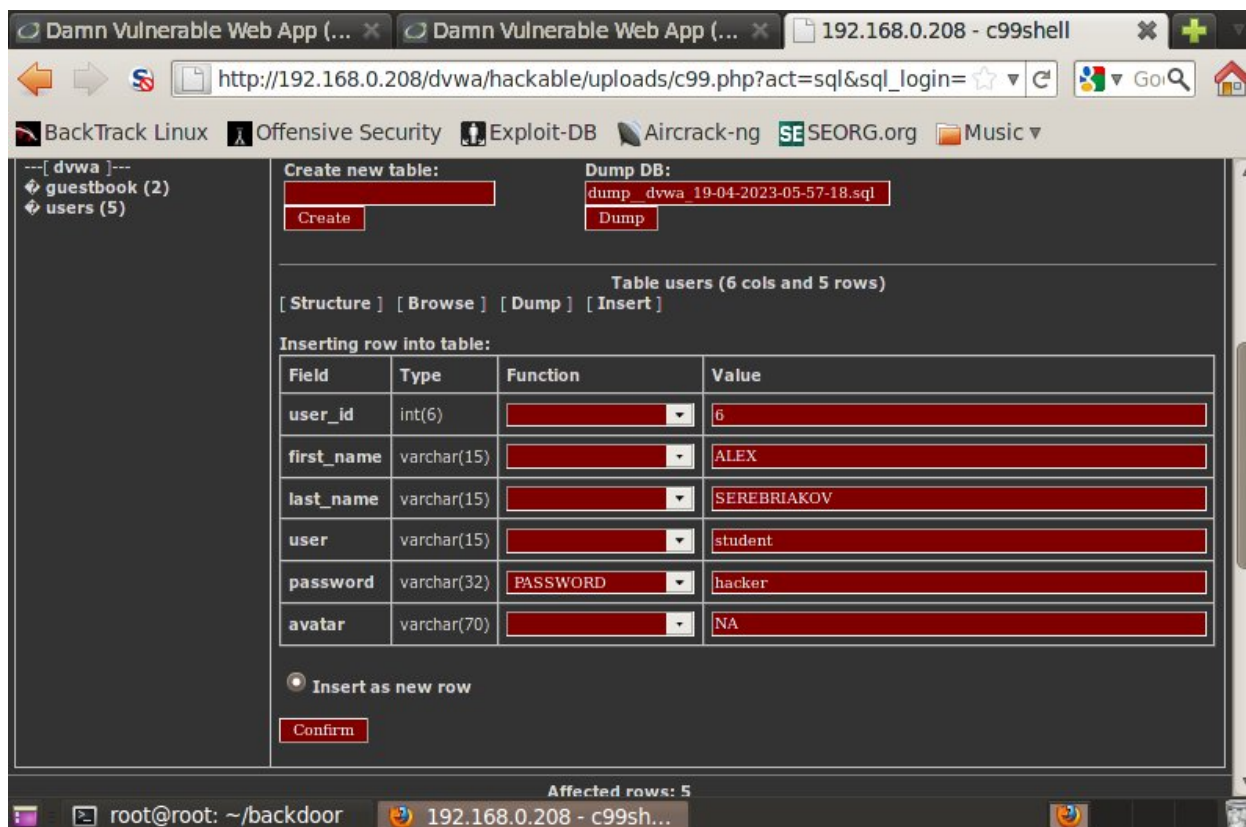 Damn Vulnerable Web App (... Damn Vulnerable Web App (... 192.168.0.208 - c99shell
http://192.168.0.208/dvwa/hackable/uploads/c99.php?act=sql&sql_login=
BackTrack Linux Offensive Security Exploit-DB Aircrack-ng SE SEORG.org Music
---[ dvwa ]---
� guestbook (2)
� users (5)
Create new table: Dump DB:
dump__dvwa_19-04-2023-05-57-18.sql
Create Dump
Table users (6 cols and 5 rows)
[ Structure ] [ Browse ] [ Dump ] [ Insert ]
Inserting row into table:
Field Type Function Value
user_id int(6) 6
first_name varchar(15) ALEX
last_name varchar(15) SEREBRIAKOV
user varchar(15) student
password varchar(32) PASSWORD hacker
avatar varchar(70) NA
Insert as new row
Confirm
Affected rows: 5
root@root: ~/backdoor 192.168.0.208 - c99sh...